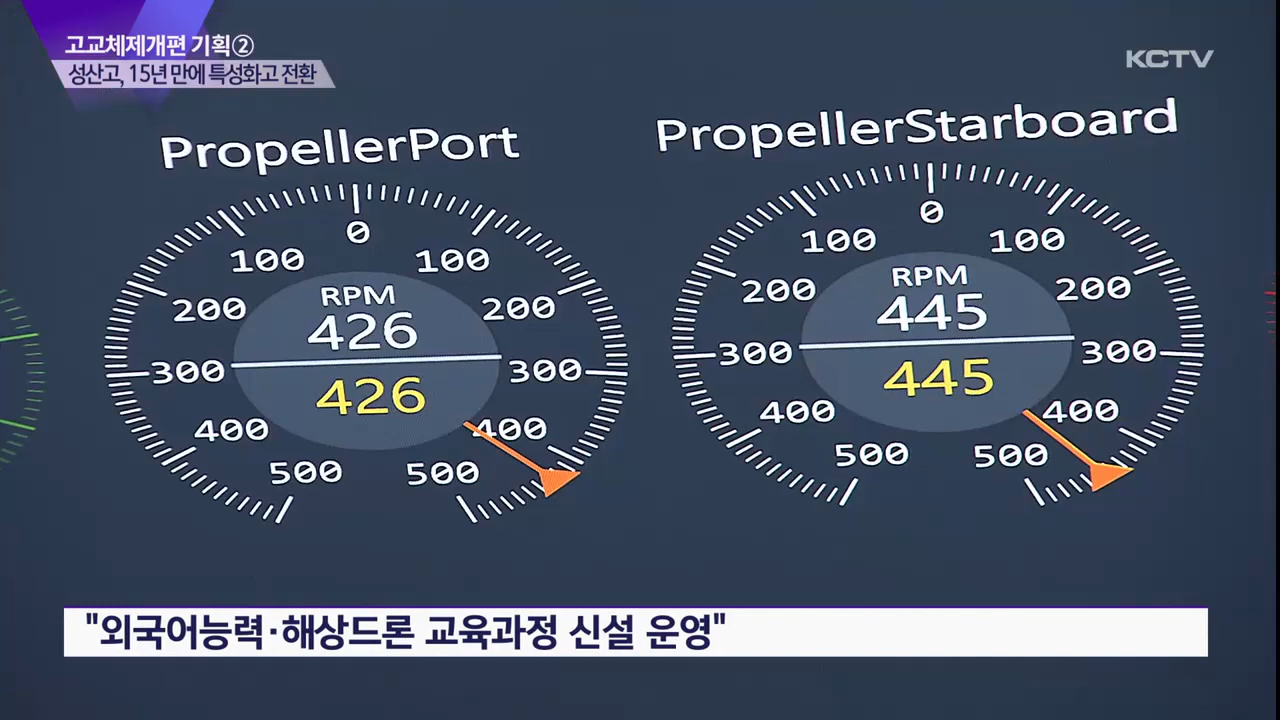 고교체제개편 기획②
성산고, 15년 만에 특성화고 전환
KCTV
PropellerPort
0
100 100
200 200
300 300
400 400
500 500
RPM
426
426
PropellerStarboard
0
100 100
200 200
300 300
400 400
500 500
RPM
445
445
"외국어능력·해상드론 교육과정 신설 운영"